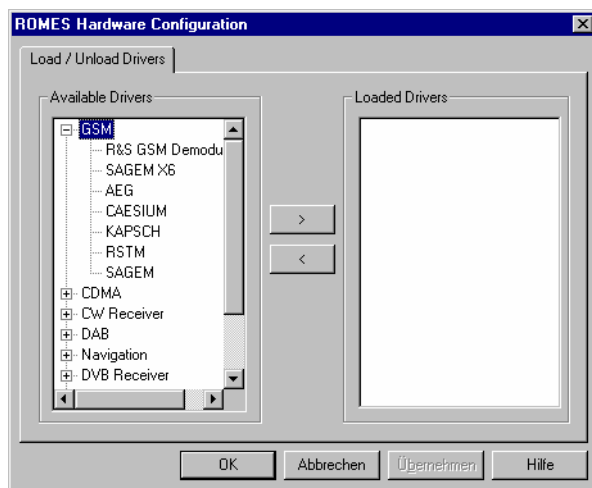 ROMES Hardware Configuration
Load / Unload Drivers
Available Drivers
GSM
R&S GSM Demodu
SAGEM X6
AEG
CAESIUM
KAPSCH
RSTM
SAGEM
CDMA
CW Receiver
DAB
Navigation
DVB Receiver
>
<
Loaded Drivers
OK
Abbrechen
Übernehmen
Hilfe